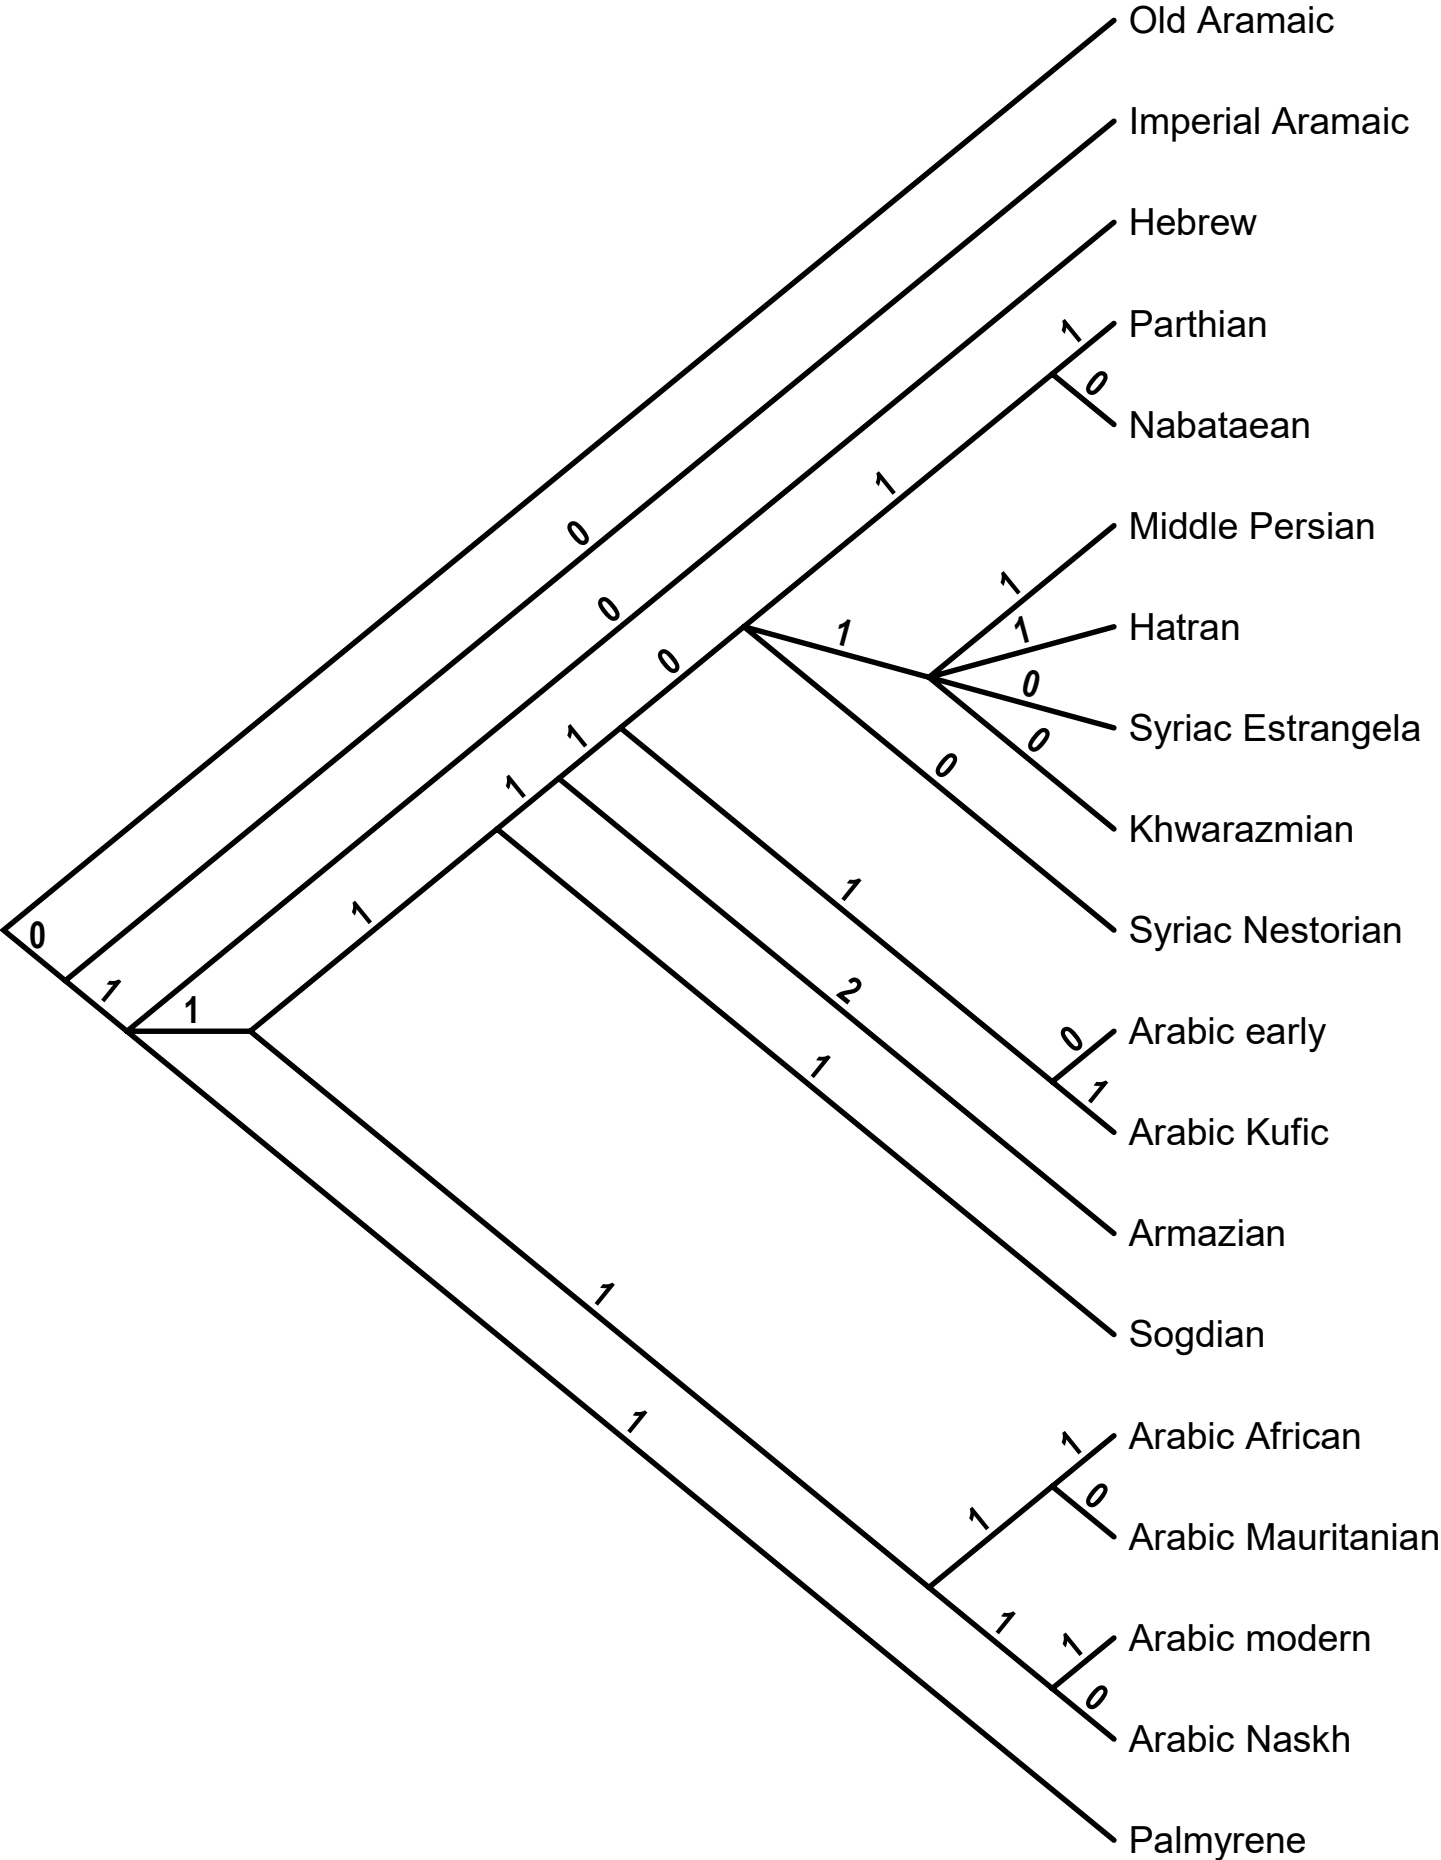 Old Aramaic
Imperial Aramaic
Hebrew
1 Parthian
0
Nabataean
1
Middle Persian
0
1
0
1 Hatran
1
0
0
Syriac Estrangela
1
0
0
1
Khwarazmian
1
1
0 Syriac Nestorian
1
2
1
0 Arabic early
1
1
Arabic Kufic
Armazian
1
Sogdian
1
1 Arabic African
0
1
Arabic Mauritanian
1
1 Arabic modern
0
Arabic Naskh
Palmyrene